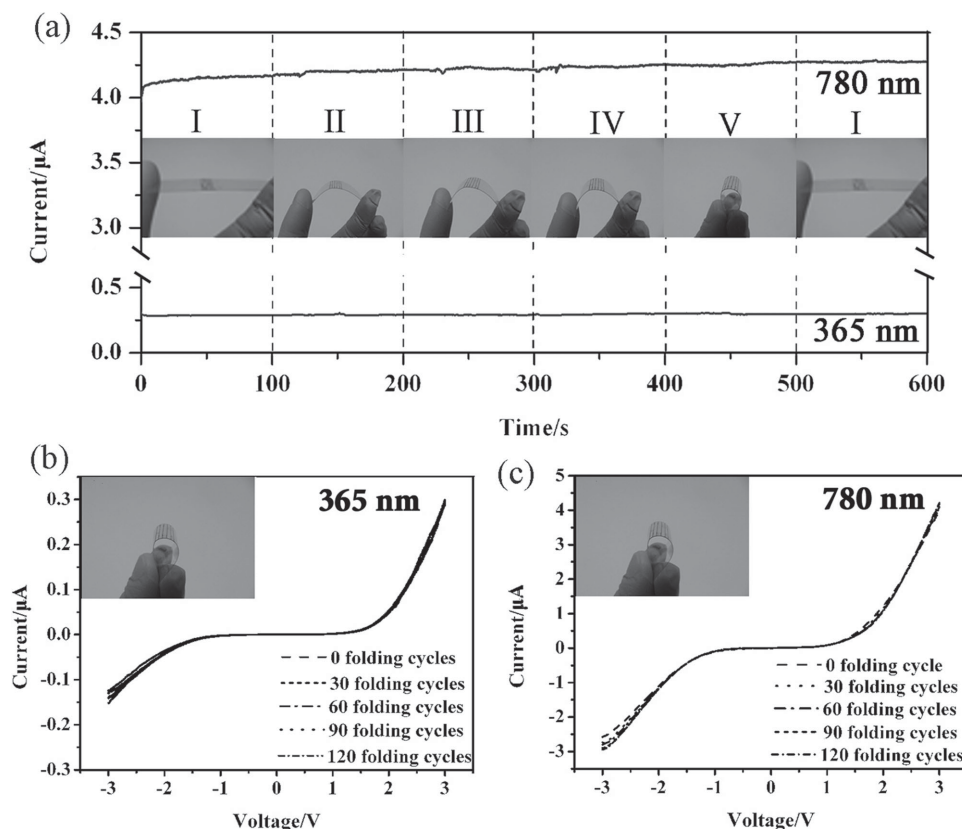 (a)
4.5
4.0
3.5
3.0
0.5
0.0
Current/µA
780 nm
I II III IV V I
365 nm
0 100 200 300 400 500 600
Time/s
(b)
0.3
0.2
0.1
0.0
-0.1
-0.2
-0.3
Current/µA
365 nm
0 folding cycles
30 folding cycles
60 folding cycles
90 folding cycles
120 folding cycles
-3 -2 -1 0 1 2 3
Voltage/V
(c)
5
4
3
2
1
0
-1
-2
-3
Current/µA
780 nm
0 folding cycle
30 folding cycles
60 folding cycles
90 folding cycles
120 folding cycles
-3 -2 -1 0 1 2 3
Voltage/V